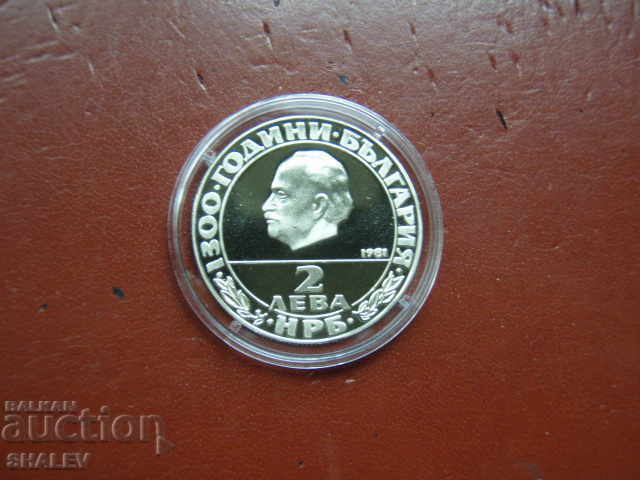 1300·ГОДИНИ·БЪЛГАРИЯ·
1981
2
ЛЕВА
·НРБ·
BALKAN
auction
SHALEV